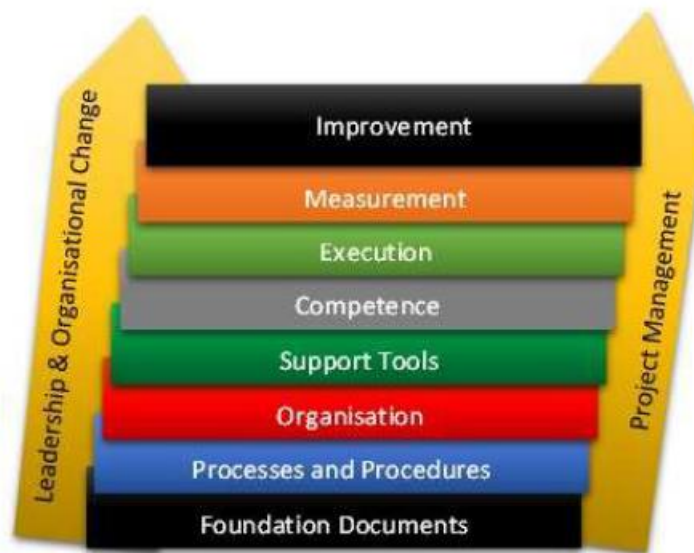 Leadership & Organisational Change
Improvement
Measurement
Execution
Competence
Support Tools
Organisation
Processes and Procedures
Foundation Documents
Project Management